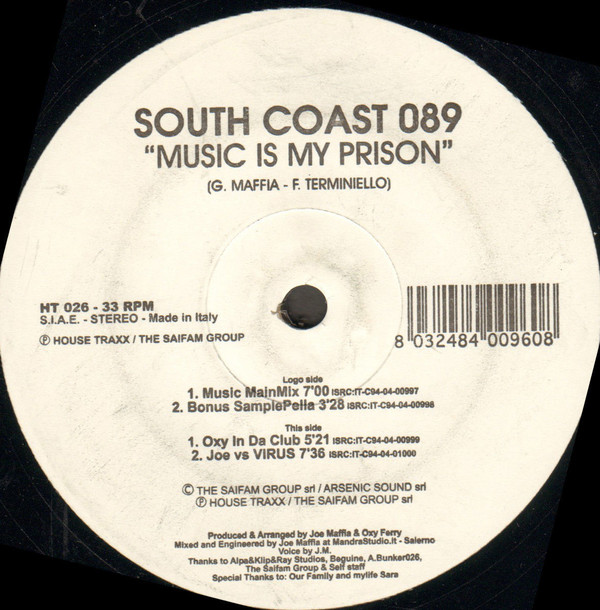 SOUTH COAST 089
“MUSIC IS MY PRISON”
(G. MAFFIA - F. TERMINIELLO)
HT 026 - 33 RPM
S.I.A.E. - STEREO - Made in Italy
Ⓟ HOUSE TRAXX / THE SAIFAM GROUP
8 032484 009608
Logo side
1. Music MainMix 7'00 ISRC:IT-C94-04-00997
2. Bonus SamplePella 3'28 ISRC:IT-C94-04-00998
This side
1. Oxy In Da Club 5'21 ISRC:IT-C94-04-00999
2. Joe vs VIRUS 7'36 ISRC:IT-C94-04-01000
© THE SAIFAM GROUP srl / ARSENIC SOUND srl
Ⓟ HOUSE TRAXX / THE SAIFAM GROUP srl
Produced & Arranged by Joe Maffia & Oxy Ferry
Mixed and Engineered by Joe Maffia at MandraStudio.it - Salerno
Voice by J.M.
Thanks to Alpa&Klip&Ray Studios, Beguine, A.Bunker026,
The Saifam Group & Self staff
Special Thanks to: Our Family and mylife Sara